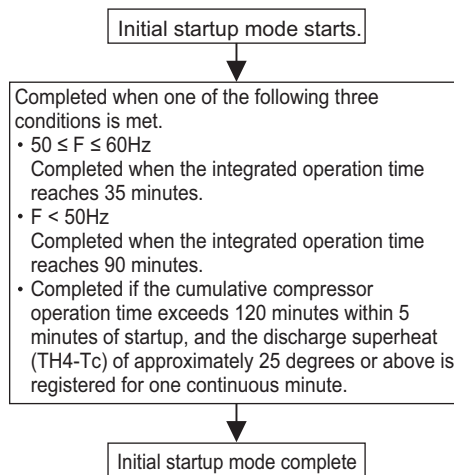 Initial startup mode starts.
Completed when one of the following three
conditions is met.
・50 ≤ F ≤ 60Hz
Completed when the integrated operation time
reaches 35 minutes.
・F < 50Hz
Completed when the integrated operation time
reaches 90 minutes.
・Completed if the cumulative compressor
operation time exceeds 120 minutes within 5
minutes of startup, and the discharge superheat
(TH4-Tc) of approximately 25 degrees or above is
registered for one continuous minute.
Initial startup mode complete